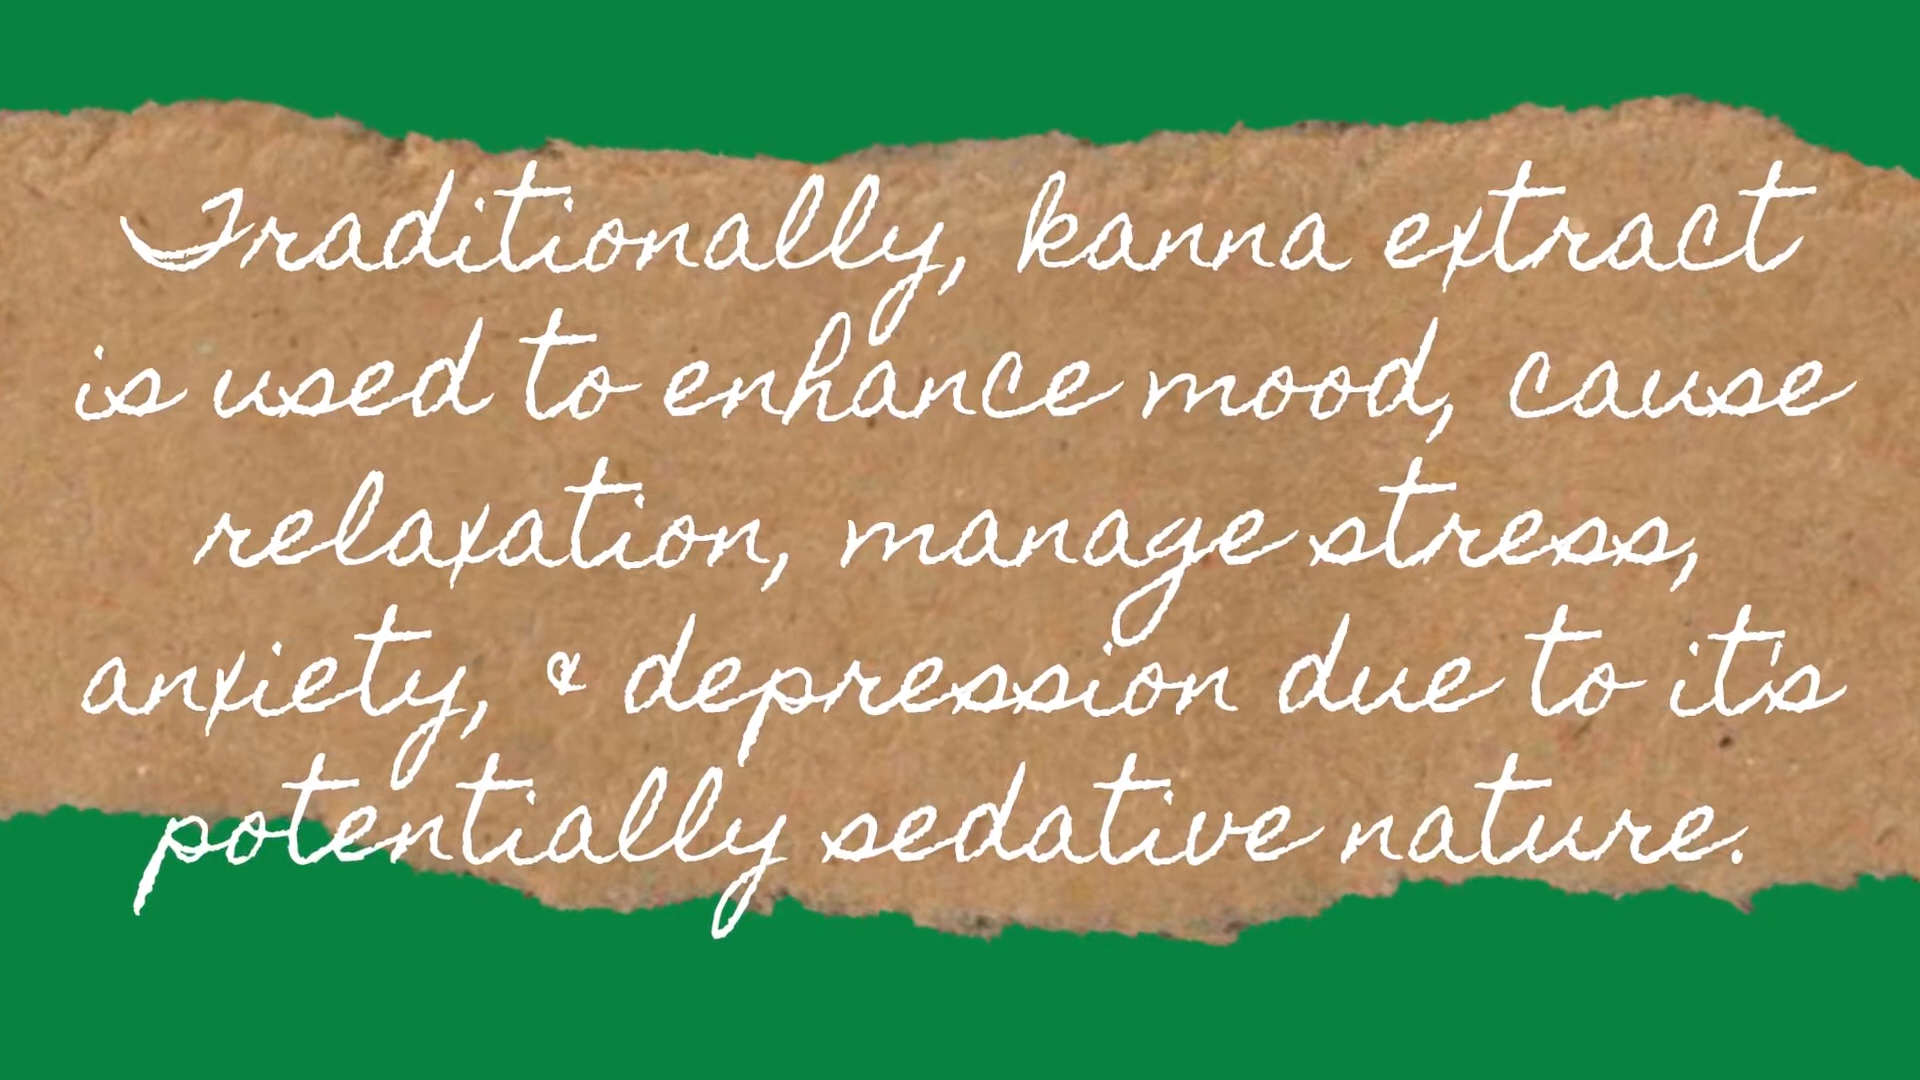 Traditionally, kanna extract
is used to enhance mood, cause
relaxation, manage stress,
anxiety, & depression due to it's
potentially sedative nature.